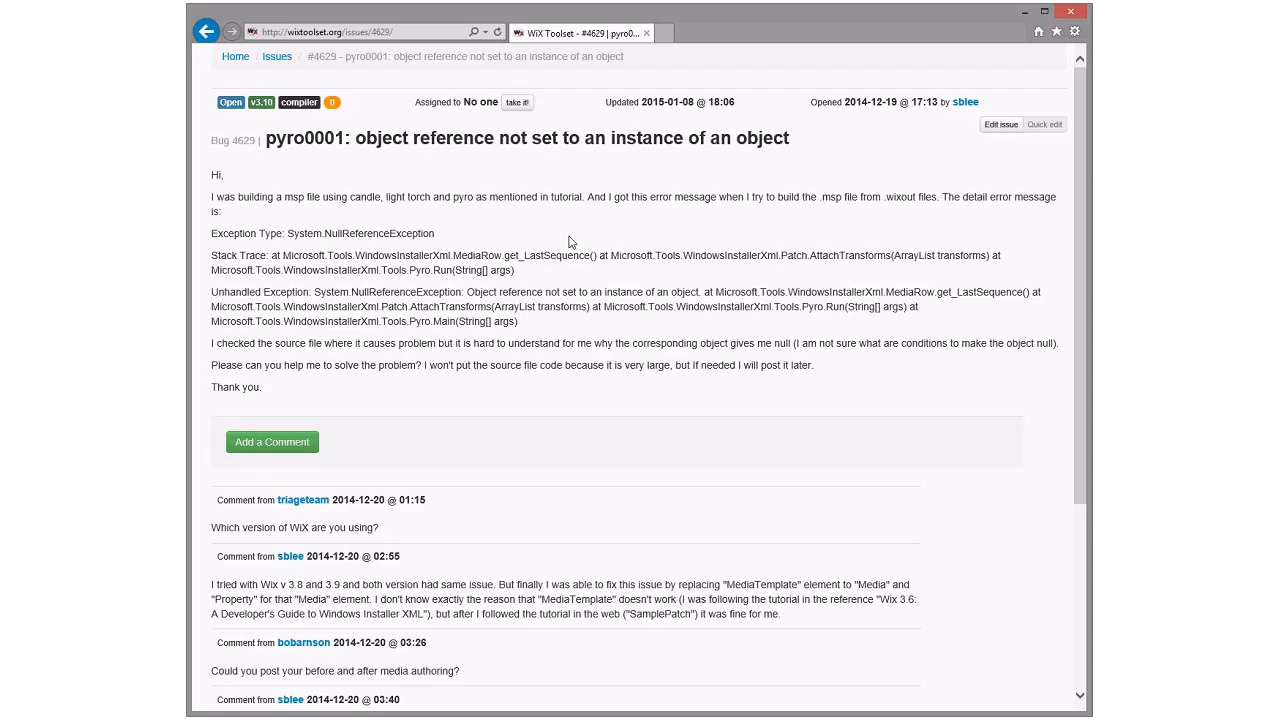 http://wixtoolset.org/issues/4629/
WiX Toolset - #4629 | pyro0...
Home / Issues / #4629 - pyro0001: object reference not set to an instance of an object
Open v3.10 compiler 0 Assigned to No one take it! Updated 2015-01-08 @ 18:06 Opened 2014-12-19 @ 17:13 by sblee
Edit issue Quick edit
Bug 4629 | pyro0001: object reference not set to an instance of an object
Hi,
I was building a msp file using candle, light torch and pyro as mentioned in tutorial. And I got this error message when I try to build the .msp file from .wixout files. The detail error message
is:
Exception Type: System.NullReferenceException
Stack Trace: at Microsoft.Tools.WindowsInstallerXml.MediaRow.get_LastSequence() at Microsoft.Tools.WindowsInstallerXml.Patch.AttachTransforms(ArrayList transforms) at
Microsoft.Tools.WindowsInstallerXml.Tools.Pyro.Run(String[] args)
Unhandled Exception: System.NullReferenceException: Object reference not set to an instance of an object. at Microsoft.Tools.WindowsInstallerXml.MediaRow.get_LastSequence() at
Microsoft.Tools.WindowsInstallerXml.Patch.AttachTransforms(ArrayList transforms) at Microsoft.Tools.WindowsInstallerXml.Tools.Pyro.Run(String[] args) at
Microsoft.Tools.WindowsInstallerXml.Tools.Pyro.Main(String[] args)
I checked the source file where it causes problem but it is hard to understand for me why the corresponding object gives me null (I am not sure what are conditions to make the object null).
Please can you help me to solve the problem? I won't put the source file code because it is very large, but If needed I will post it later.
Thank you.
Add a Comment
Comment from triageteam 2014-12-20 @ 01:15
Which version of WiX are you using?
Comment from sblee 2014-12-20 @ 02:55
I tried with Wix v 3.8 and 3.9 and both version had same issue. But finally I was able to fix this issue by replacing "MediaTemplate" element to "Media" and
"Property" for that "Media" element. I don't know exactly the reason that "MediaTemplate" doesn't work (I was following the tutorial in the reference "Wix 3.6:
A Developer's Guide to Windows Installer XML"), but after I followed the tutorial in the web ("SamplePatch") it was fine for me.
Comment from bobarnson 2014-12-20 @ 03:26
Could you post your before and after media authoring?
Comment from sblee 2014-12-20 @ 03:40